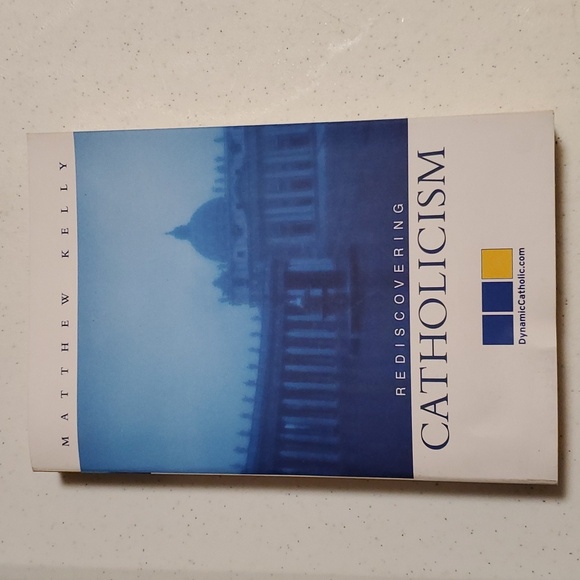 MATTHEW KELLY
REDISCOVERING
CATHOLICISM
DynamicCatholic.com